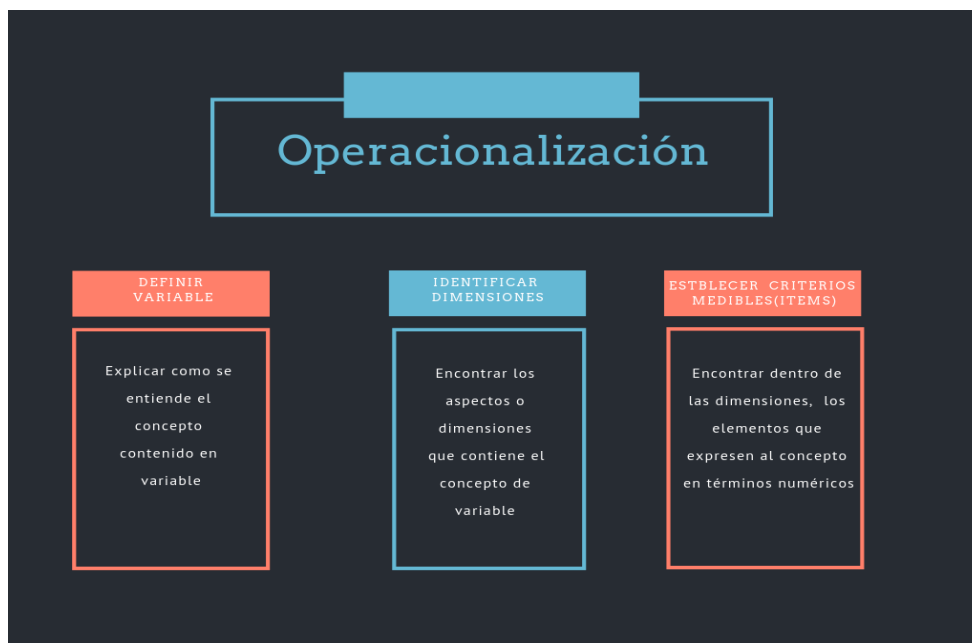 Operacionalización
DEFINIR
VARIABLE
Explicar como se
entiende el
concepto
contenido en
variable
IDENTIFICAR
DIMENSIONES
Encontrar los
aspectos o
dimensiones
que contiene el
concepto de
variable
ESTBLECER CRITERIOS
MEDIBLES(ITEMS)
Encontrar dentro de
las dimensiones, los
elementos que
expresen al concepto
en términos numéricos